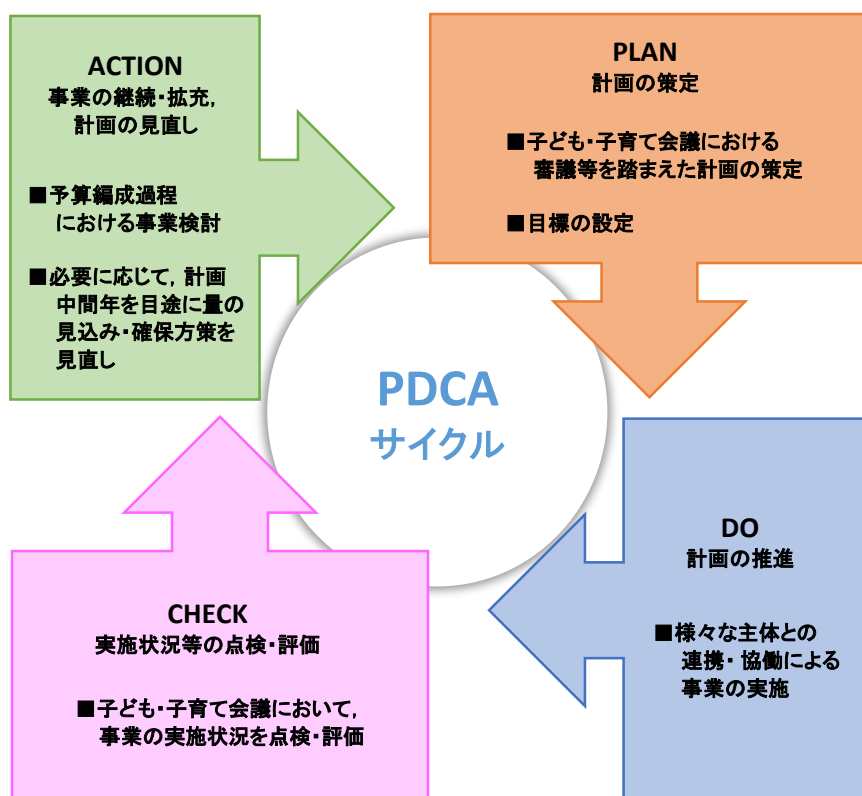 ACTION
事業の継続・拡充，
計画の見直し
■予算編成過程
における事業検討
■必要に応じて，計画
中間年を目途に量の
見込み・確保方策を
見直し
PLAN
計画の策定
■子ども・子育て会議における
審議等を踏まえた計画の策定
■目標の設定
PDCA
サイクル
DO
計画の推進
■様々な主体との
連携・協働による
事業の実施
CHECK
実施状況等の点検・評価
■子ども・子育て会議において，
事業の実施状況を点検・評価